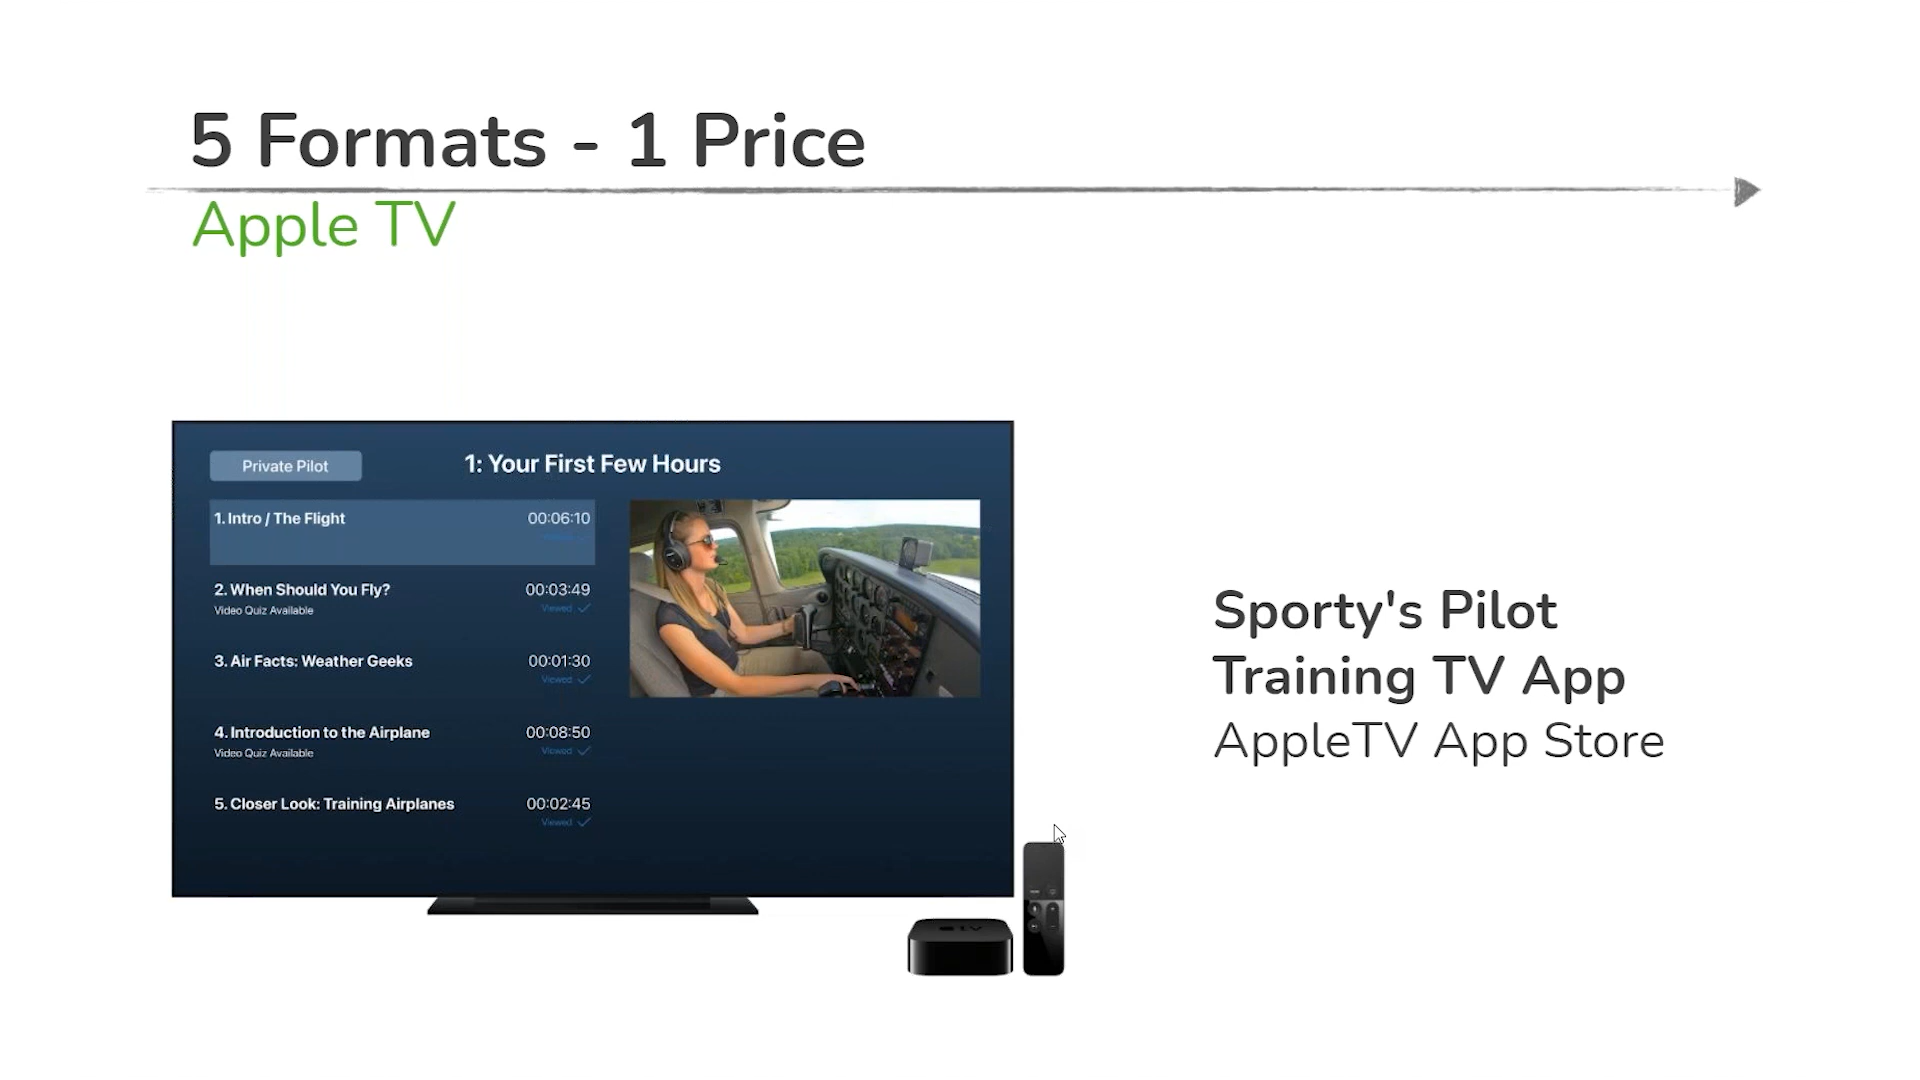 5 Formats - 1 Price
Apple TV
Private Pilot
1: Your First Few Hours
1. Intro / The Flight 00:06:10
2. When Should You Fly? 00:03:49
Video Quiz Available Viewed
3. Air Facts: Weather Geeks 00:01:30
Viewed
4. Introduction to the Airplane 00:08:50
Video Quiz Available Viewed
5. Closer Look: Training Airplanes 00:02:45
Viewed
Sporty's Pilot
Training TV App
AppleTV App Store
tv